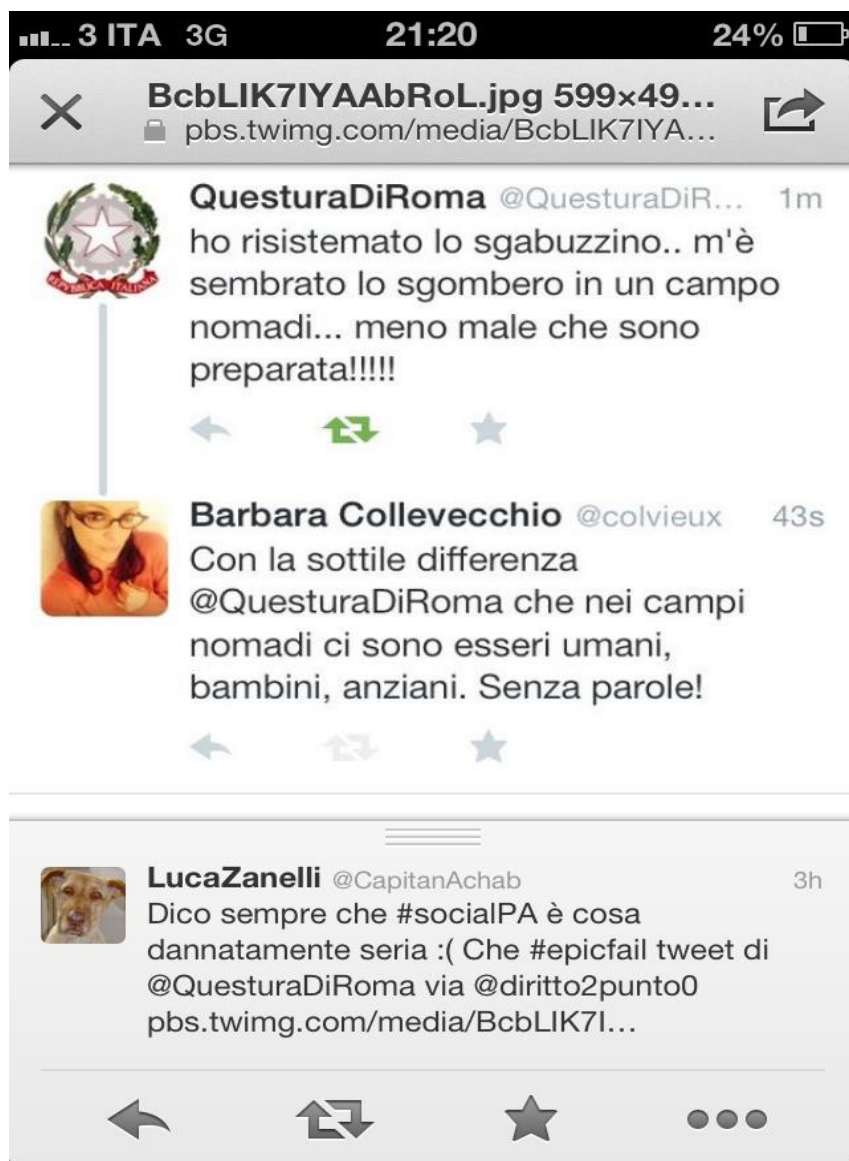 3 ITA 3G 21:20 24%
BcbLIK7IYAAbRoL.jpg 599×49...
pbs.twimg.com/media/BcbLIK7IYA...
QuesturaDiRoma @QuesturaDiR... 1m
ho risistemato lo sgabuzzino.. m'è
sembrato lo sgombero in un campo
nomadi... meno male che sono
preparata!!!!!
REPVBBLICA ITALIANA
Barbara Collevecchio @colvieux 43s
Con la sottile differenza
@QuesturaDiRoma che nei campi
nomadi ci sono esseri umani,
bambini, anziani. Senza parole!
LucaZanelli @CapitanAchab 3h
Dico sempre che #socialPA è cosa
dannatamente seria :( Che #epicfail tweet di
@QuesturaDiRoma via @diritto2punto0
pbs.twimg.com/media/BcbLIK7I...